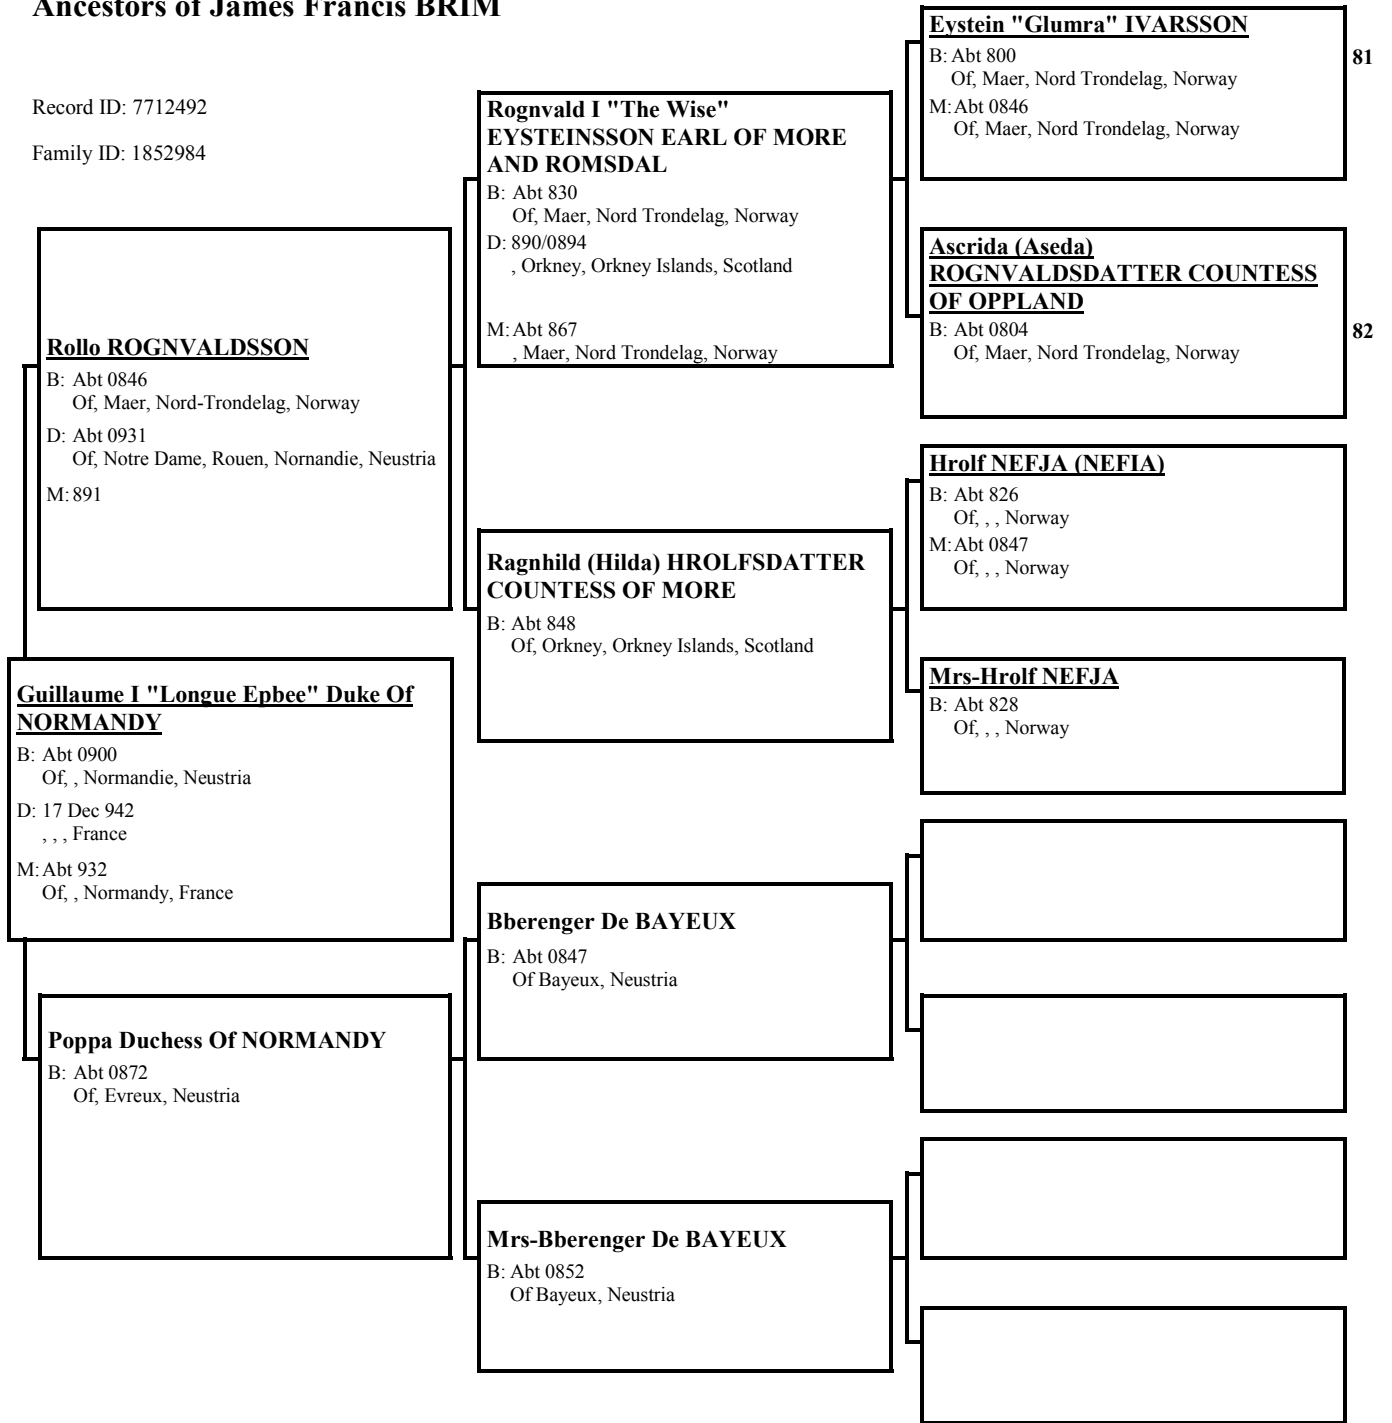 Ancestors of James Francis BRIM
Record ID: 7712492
Family ID: 1852984
Rollo ROGNVALDSSON
B: Abt 0846
Of, Maer, Nord-Trondelag, Norway
D: Abt 0931
Of, Notre Dame, Rouen, Nornandie, Neustria
M: 891
Guillaume I "Longue Epbee" Duke Of
NORMANDY
B: Abt 0900
Of, , Normandie, Neustria
D: 17 Dec 942
, , , France
M: Abt 932
Of, , Normandy, France
Poppa Duchess Of NORMANDY
B: Abt 0872
Of, Evreux, Neustria
Rognvald I "The Wise"
EYSTEINSSON EARL OF MORE
AND ROMSDAL
B: Abt 830
Of, Maer, Nord Trondelag, Norway
D: 890/0894
, Orkney, Orkney Islands, Scotland
M: Abt 867
, Maer, Nord Trondelag, Norway
Ragnhild (Hilda) HROLFSDATTER
COUNTESS OF MORE
B: Abt 848
Of, Orkney, Orkney Islands, Scotland
Bberenger De BAYEUX
B: Abt 0847
Of Bayeux, Neustria
Mrs-Bberenger De BAYEUX
B: Abt 0852
Of Bayeux, Neustria
Eystein "Glumra" IVARSSON
B: Abt 800
Of, Maer, Nord Trondelag, Norway
M: Abt 0846
Of, Maer, Nord Trondelag, Norway
81
Ascrida (Aseda)
ROGNVALDSDATTER COUNTESS
OF OPPLAND
B: Abt 0804
Of, Maer, Nord Trondelag, Norway
82
Hrolf NEFJA (NEFIA)
B: Abt 826
Of, , , Norway
M: Abt 0847
Of, , , Norway
Mrs-Hrolf NEFJA
B: Abt 828
Of, , , Norway